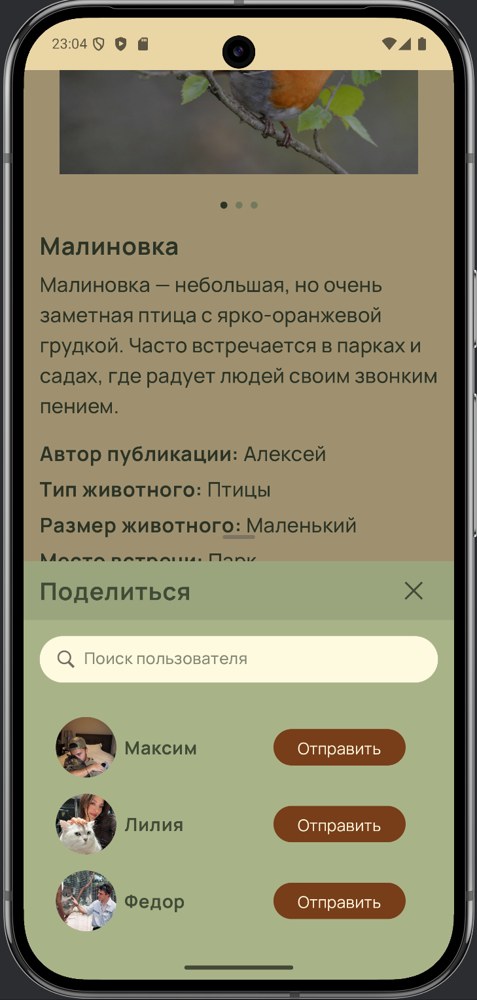 23:04
Малиновка
Малиновка — небольшая, но очень
заметная птица с ярко-оранжевой
грудкой. Часто встречается в парках и
садах, где радует людей своим звонким
пением.
Автор публикации: Алексей
Тип животного: Птицы
Размер животного: Маленький
Место встречи: Парк
Поделиться
Поиск пользователя
Максим
Отправить
Лилия
Отправить
Федор
Отправить